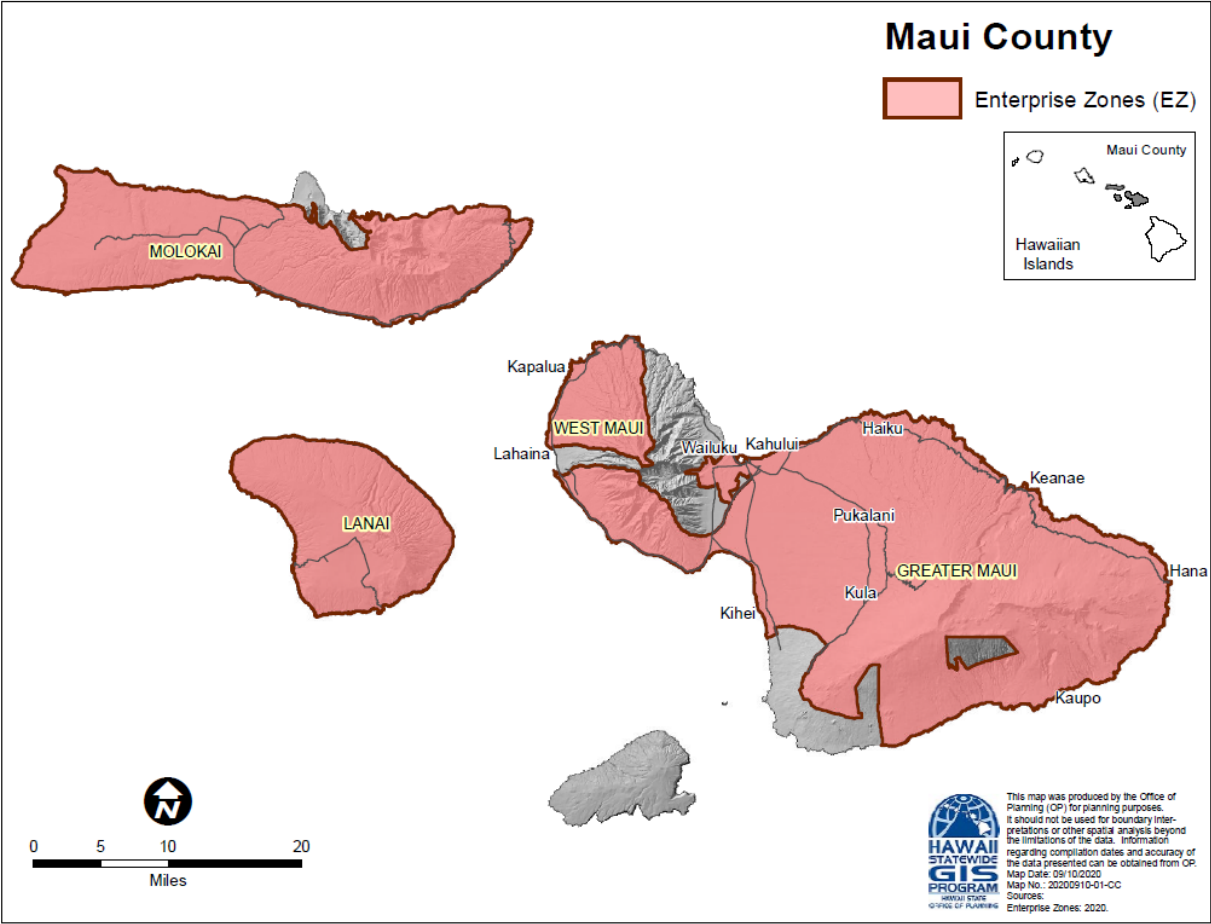 Maui County
Enterprise Zones (EZ)
Maui County
Hawaiian
Islands
MOLOKAI
Kapalua
WEST MAUI
Lahaina
Wailuku
Kahului
Haiku
Keanae
LANAI
Pukalani
GREATER MAUI
Hana
Kula
Kihei
Kaupo
N
0 5 10 20
Miles
HAWAII
STATEWIDE
GIS
PROGRAM
HAWAII STATE
OFFICE OF PLANNING
This map was produced by the Office of
Planning (OP) for planning purposes.
It should not be used for boundary inter-
pretations or other spatial analysis beyond
the limitations of the data. Information
regarding compilation dates and accuracy of
the data presented can be obtained from OP.
Map Date: 09/10/2020
Map No.: 20200910-01-CC
Sources:
Enterprise Zones: 2020.